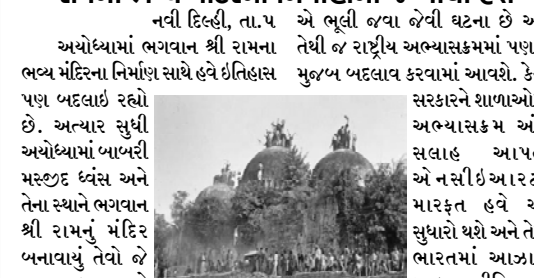 નવી દિલ્હી, તા.૫
અયોધ્યામાં ભગવાન શ્રી રામના
ભવ્ય મંદિરના નિર્માણ સાથે હવે ઇતિહાસ
પણ બદલાઇ રહ્યો
છે. અત્યાર સુધી
અયોધ્યામાં બાબરી
મસ્જીદ ધ્વંસ અને
તેના સ્થાને ભગવાન
શ્રી રામનું મંદિર
બનાવાયું તેવો જે
એ ભૂલી જવા જેવી ઘટના છે
તેથી જ રાષ્ટ્રીય અભ્યાસક્રમમાં પણ
મુજબ બદલાવ કરવામાં આવશે.
સરકારને શાળાઓ
અભ્યાસક્રમ
સલાહ
એનસીઇઆરટ
મારફત હવે
સુધારો થશે અને તે
ભારતમાં આઝા